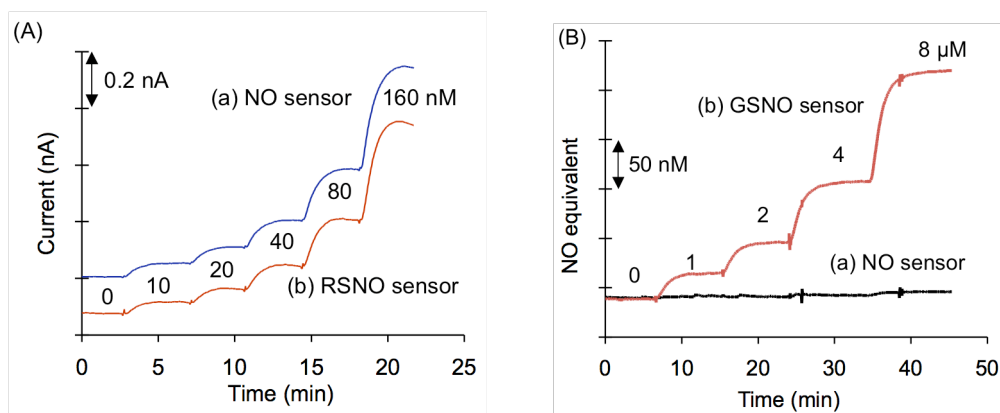 (A)
0.2 nA
(a) NO sensor
160 nM
80
40
20
10
0
(b) RSNO sensor
Current (nA)
0 5 10 15 20 25
Time (min)
(B)
8 µM
(b) GSNO sensor
50 nM
4
2
1
0
(a) NO sensor
NO equivalent
0 10 20 30 40 50
Time (min)